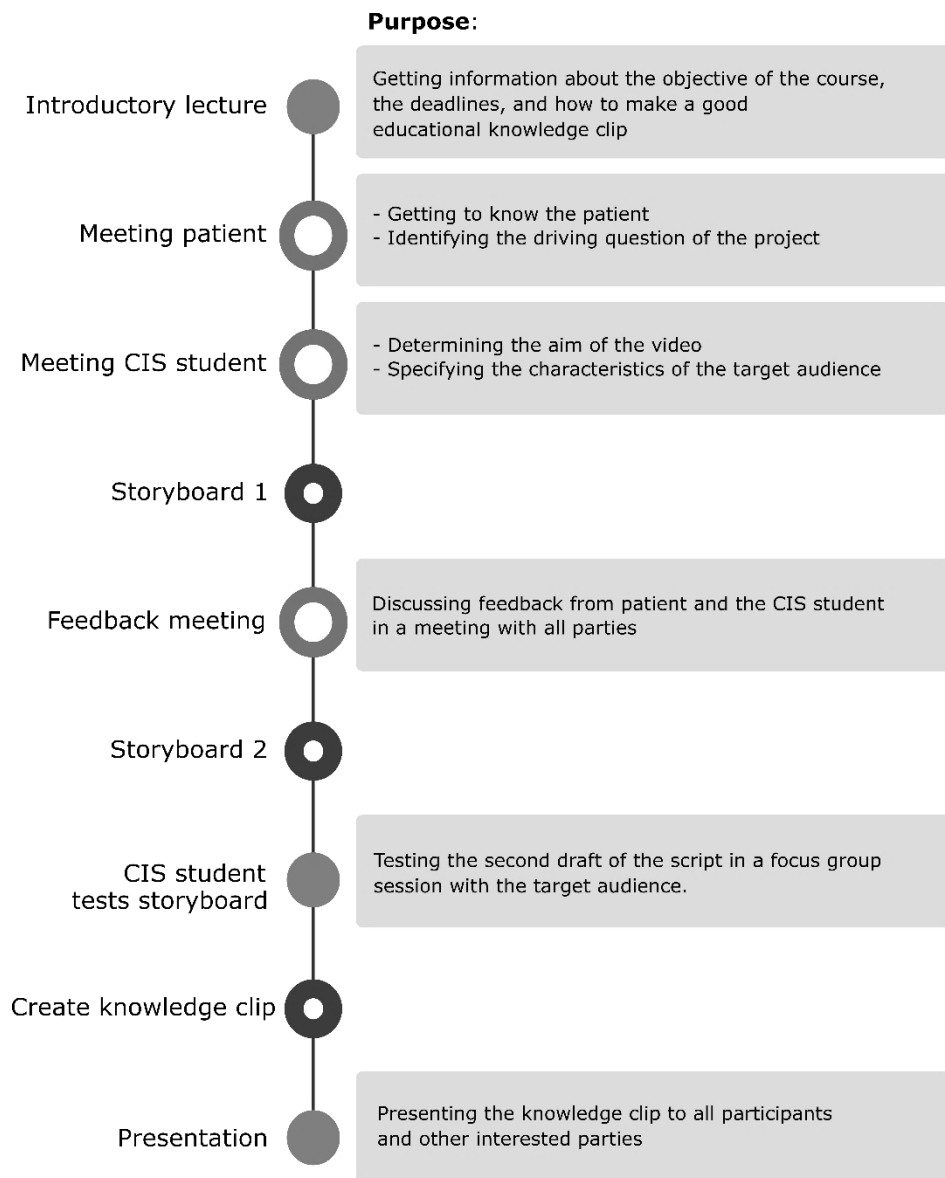 Purpose:
Introductory lecture
Getting information about the objective of the course,
the deadlines, and how to make a good
educational knowledge clip
Meeting patient
- Getting to know the patient
- Identifying the driving question of the project
Meeting CIS student
- Determining the aim of the video
- Specifying the characteristics of the target audience
Storyboard 1
Feedback meeting
Discussing feedback from patient and the CIS student
in a meeting with all parties
Storyboard 2
CIS student
tests storyboard
Testing the second draft of the script in a focus group
session with the target audience.
Create knowledge clip
Presentation
Presenting the knowledge clip to all participants
and other interested parties